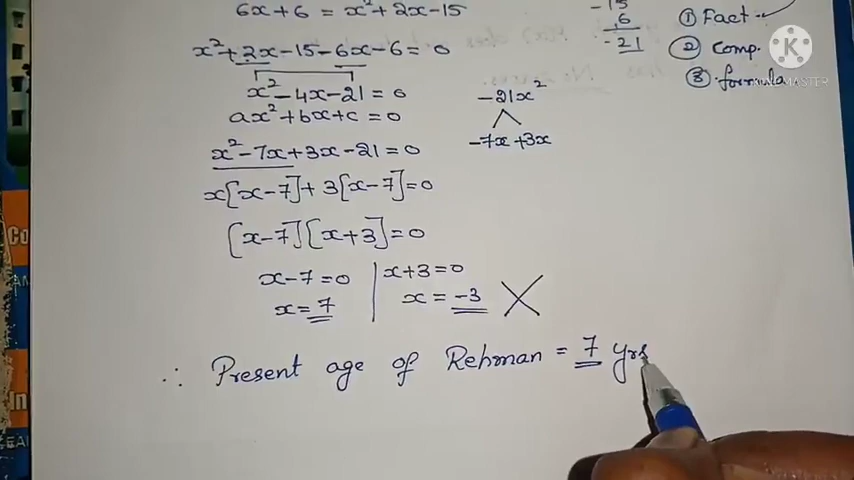 6x+6 = x²+2x-15
x²+2x-15-6x-6=0
x²-4x-21=0
ax²+bx+c=0
x²-7x+3x-21=0
x[x-7]+3[x-7]=0
[x-7][x+3]=0
x-7=0 | x+3=0
x=7 | x=-3
∴ Present age of Rehman = 7 yrs
-21x²
-7x+3x
-15
6
-21
① Fact
② Comp.
③ formula
KINEMASTER